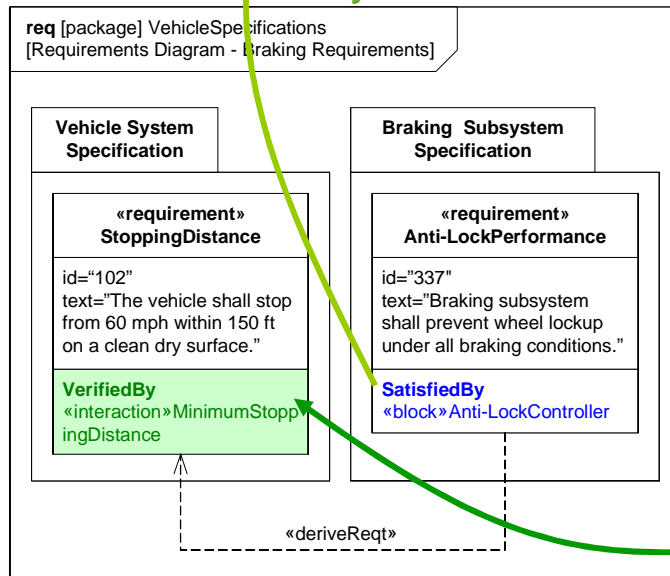 req [package] VehicleSpecifications
[Requirements Diagram - Braking Requirements]
Vehicle System
Specification
Braking Subsystem
Specification
«requirement»
StoppingDistance
id=“102”
text=”The vehicle shall stop
from 60 mph within 150 ft
on a clean dry surface.”
VerifiedBy
«interaction»MinimumStopp
ingDistance
«requirement»
Anti-LockPerformance
id="337"
text=”Braking subsystem
shall prevent wheel lockup
under all braking conditions.”
SatisfiedBy
«block»Anti-LockController
«deriveReqt»